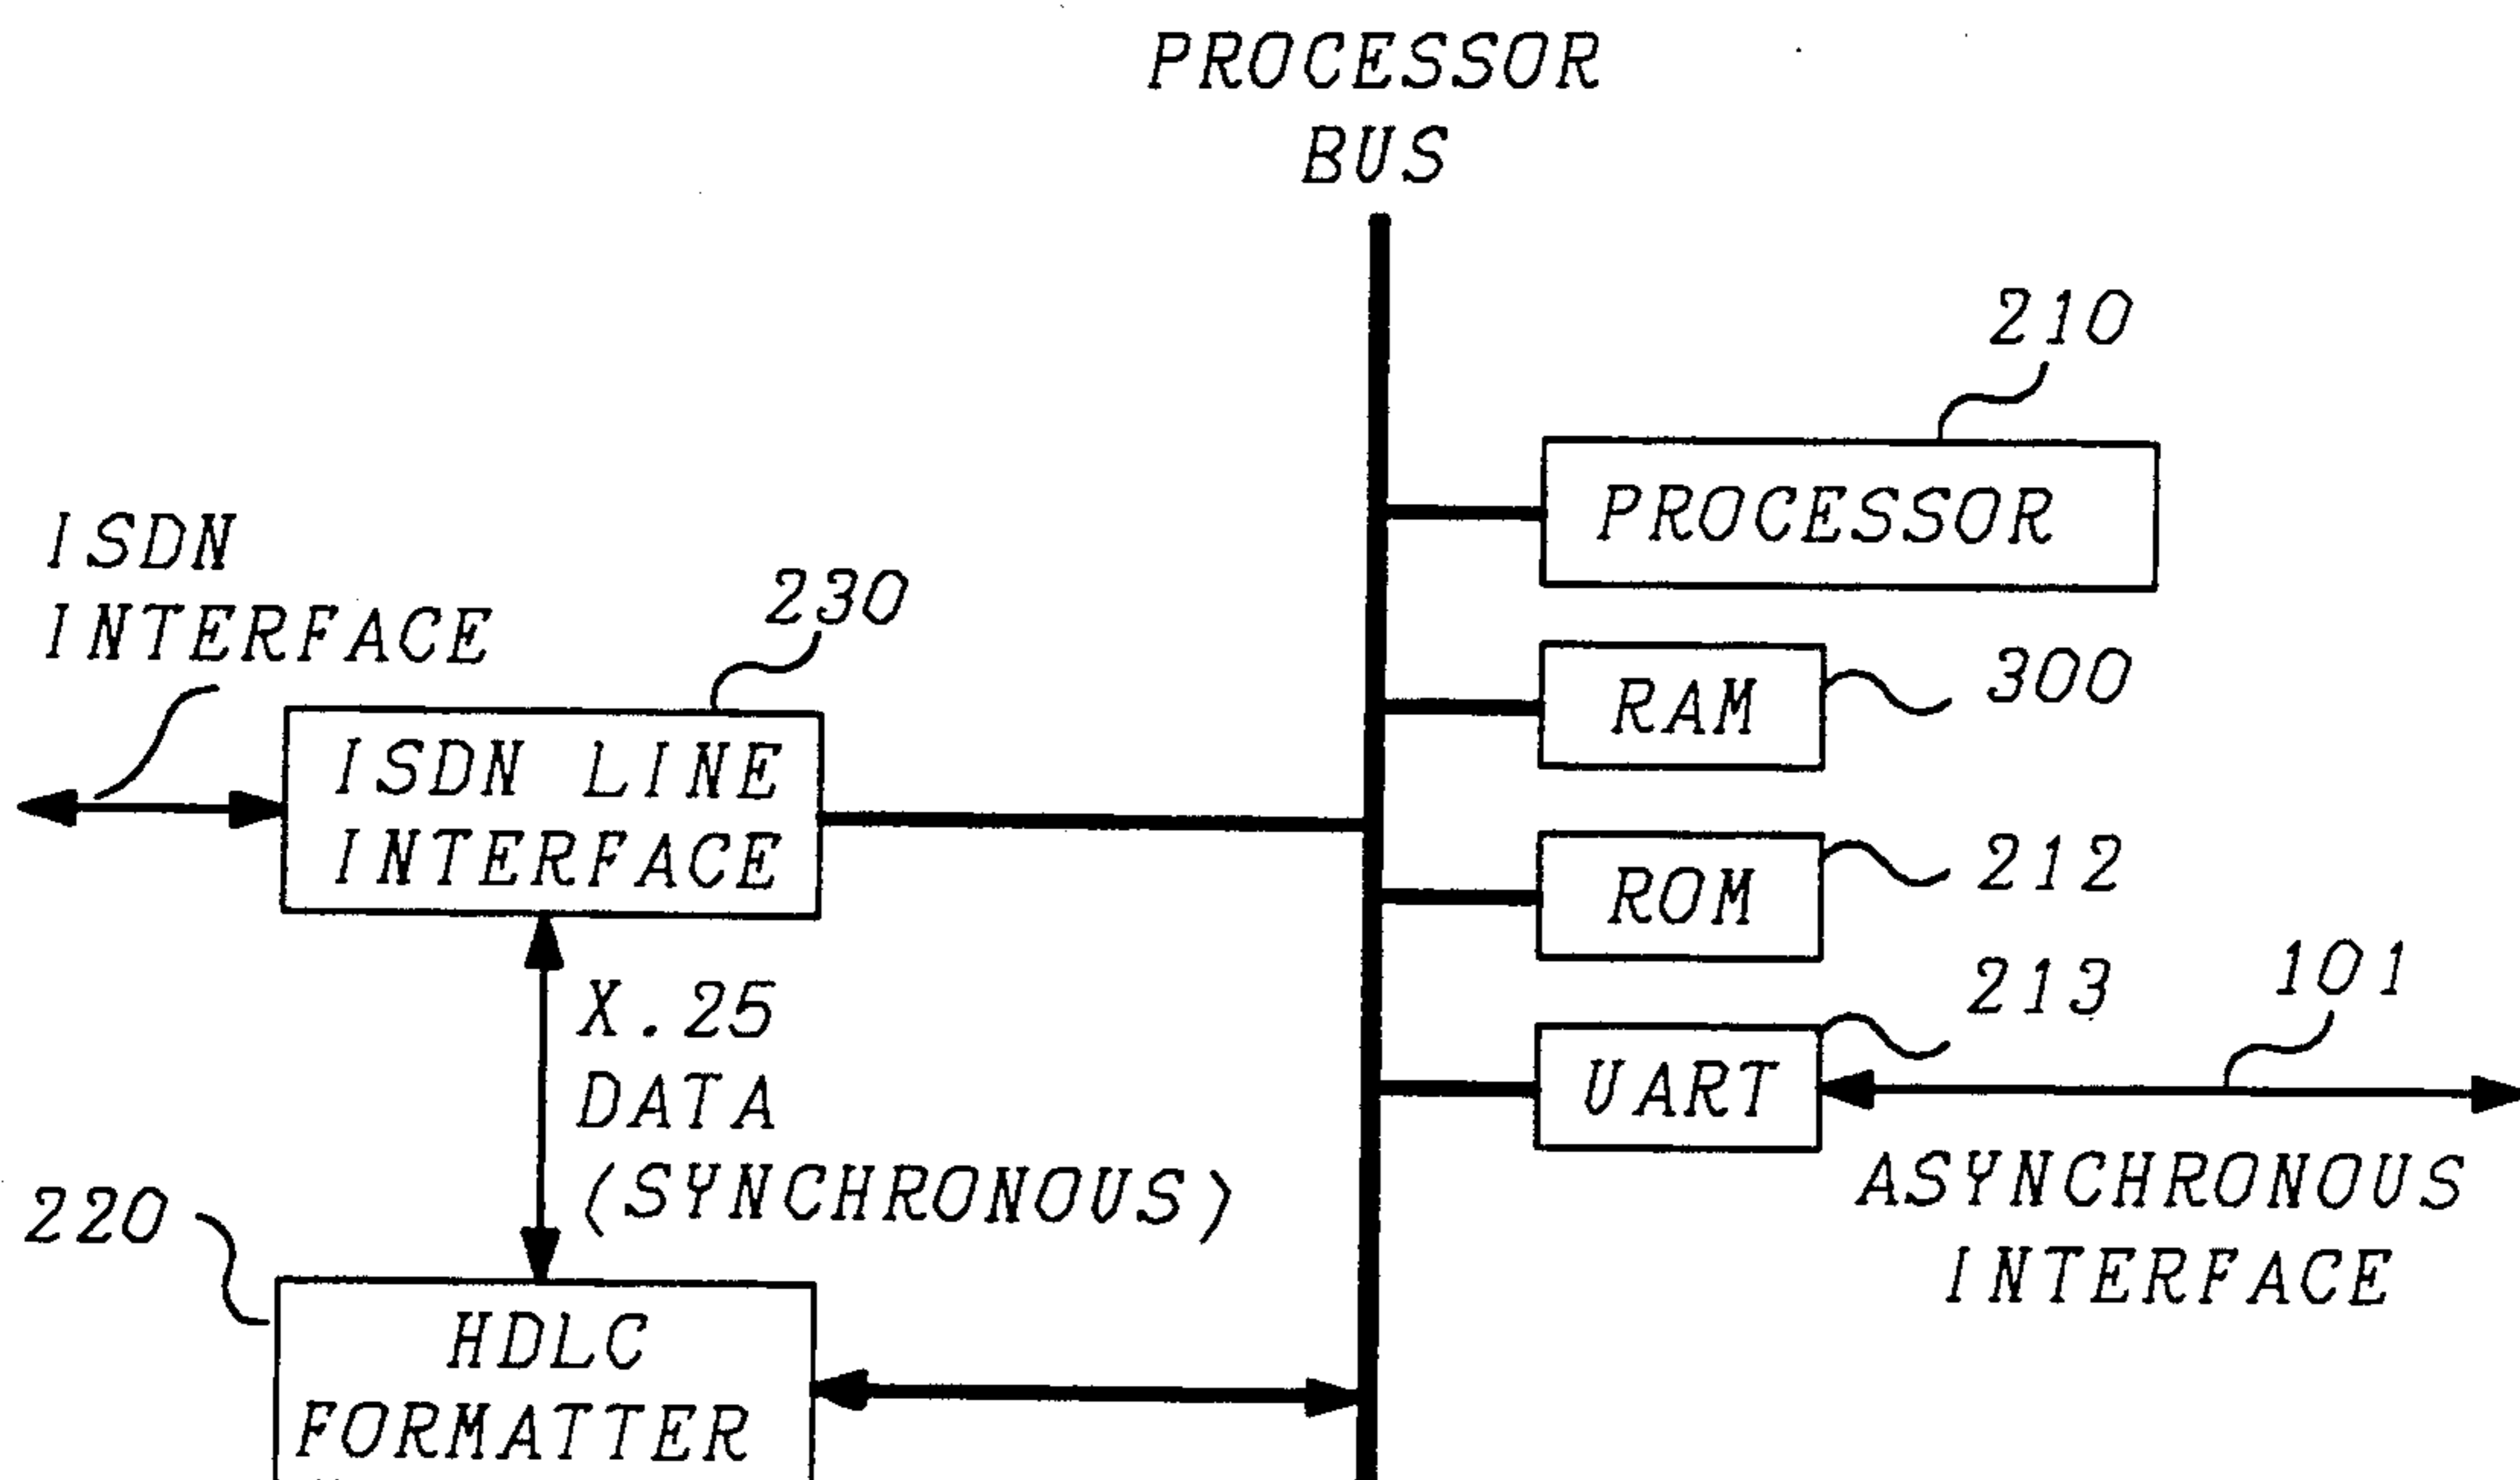 PROCESSOR
BUS
210
PROCESSOR
ISDN
INTERFACE
230
300
RAM
ISDN LINE
INTERFACE
212
ROM
213
101
X.25
DATA
(SYNCHRONOUS)
UART
ASYNCHRONOUS
INTERFACE
220
HDLC
FORMATTER